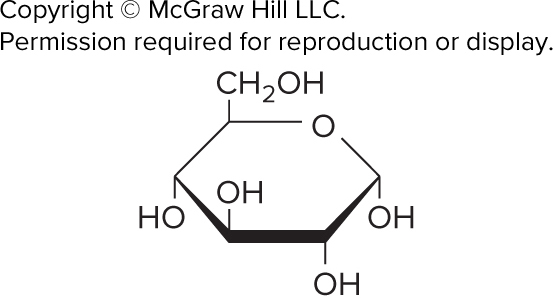 Copyright © McGraw Hill LLC.
Permission required for reproduction or display.
CH₂OH
O
OH
HO
OH
OH